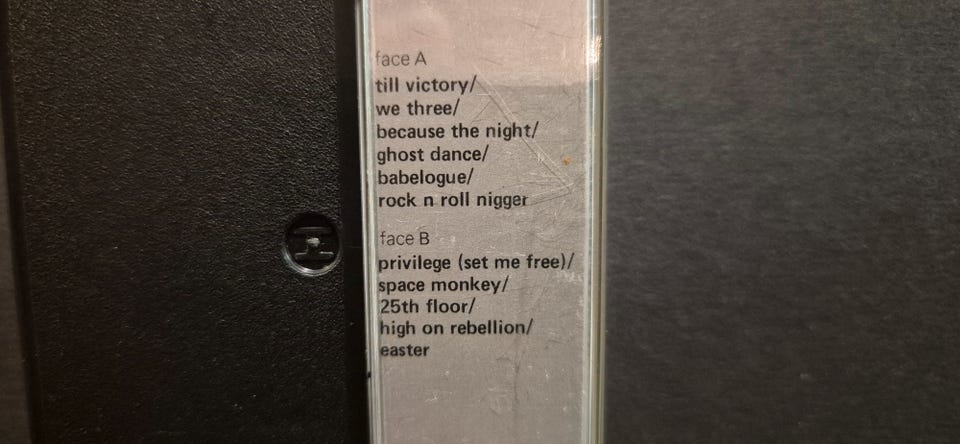 face A
till victory/
we three/
because the night/
ghost dance/
babelogue/
rock n roll nigger
face B
privilege (set me free)/
space monkey/
25th floor/
high on rebellion/
easter